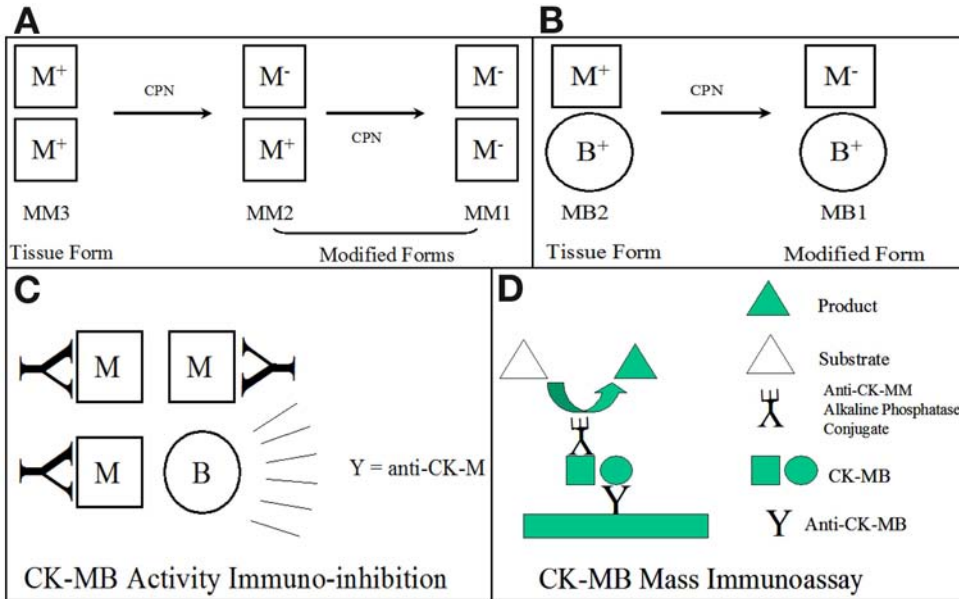 A
M⁺
M⁻
M⁻
CPN
CPN
M⁺
M⁺
M⁻
MM3
MM2
MM1
Tissue Form
Modified Forms
B
M⁺
M⁻
CPN
B⁺
B⁺
MB2
MB1
Tissue Form
Modified Form
C
M
M
M
B
Y = anti-CK-M
CK-MB Activity Immuno-inhibition
D
Product
Substrate
Anti-CK-MM
Alkaline Phosphatase
Conjugate
CK-MB
Y
Anti-CK-MB
CK-MB Mass Immunoassay